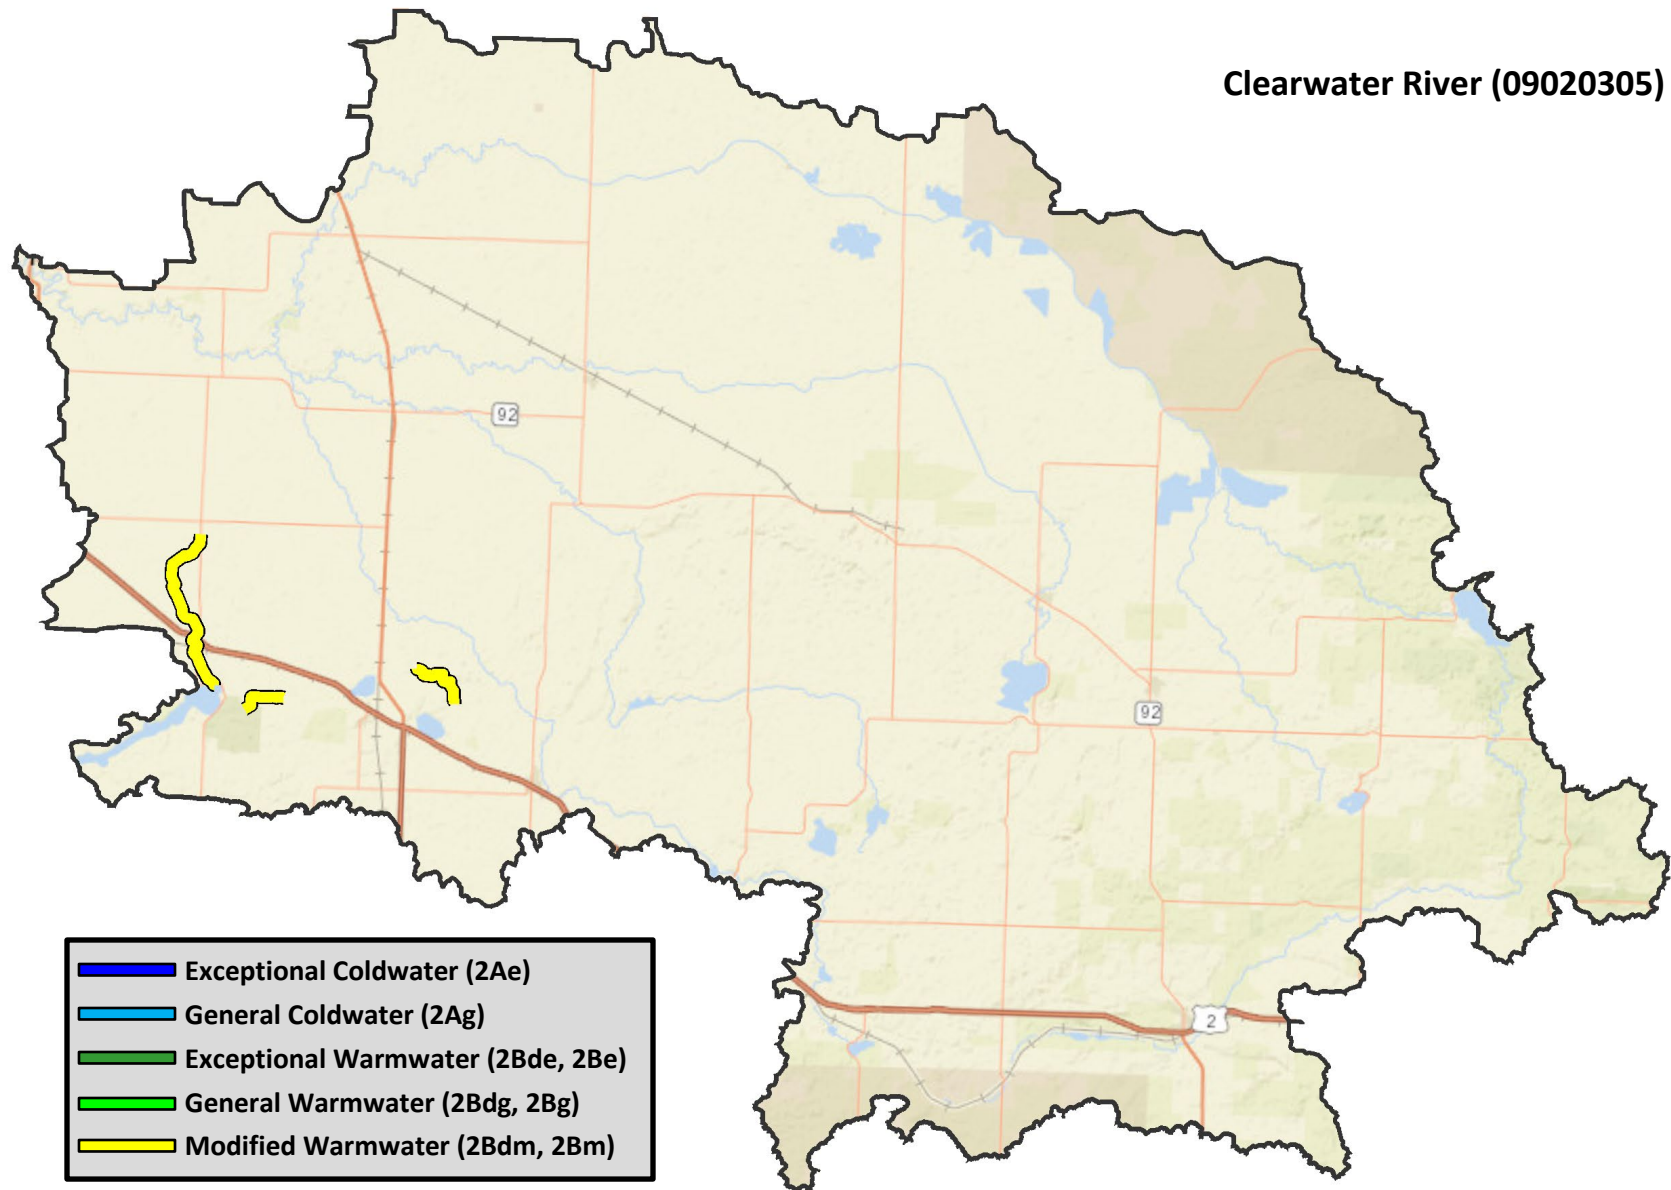 Clearwater River (09020305)
92
92
2
Exceptional Coldwater (2Ae)
General Coldwater (2Ag)
Exceptional Warmwater (2Bde, 2Be)
General Warmwater (2Bdg, 2Bg)
Modified Warmwater (2Bdm, 2Bm)